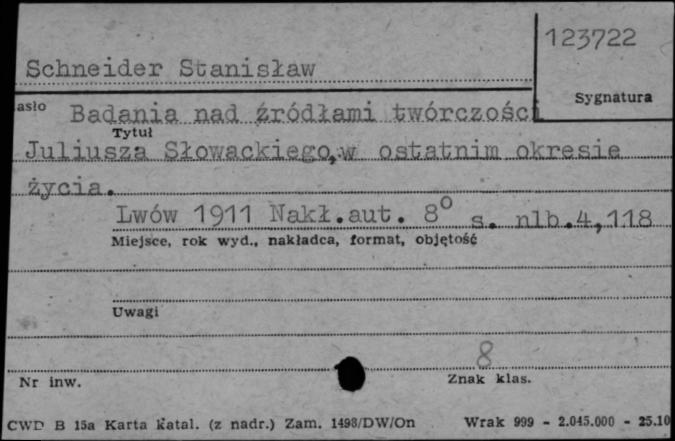 123722
Schneider Stanisław
Sygnatura
asło Badania nad źródłami twórczości
Tytuł
Juliusza Słowackiego, w ostatnim okresie
życia.
Lwów 1911 Nakł.aut. 8° s. nlb.4,118
Miejsce, rok wyd., nakładca, format, objętość
Uwagi
8
Nr inw.
Znak klas.
CWD B 15a Karta katal. (z nadr.) Zam. 1498/DW/On Wrak 999 - 2.045.000 - 25.10